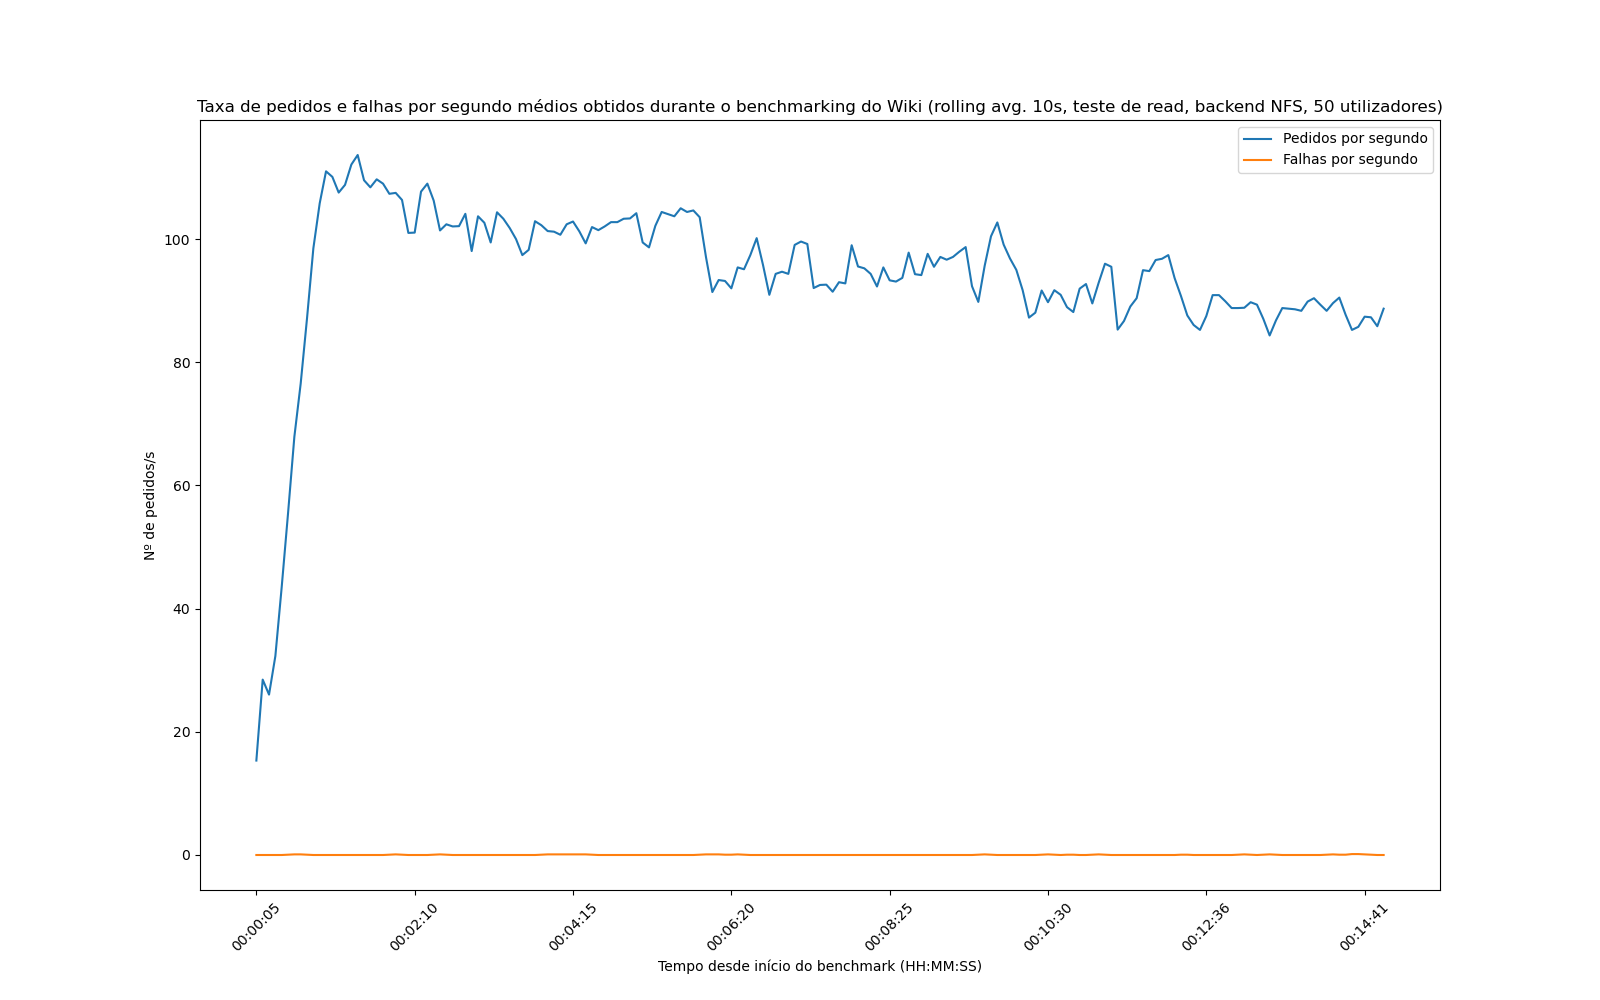 Taxa de pedidos e falhas por segundo médios obtidos durante o benchmarking do Wiki (rolling avg. 10s, teste de read, backend NFS, 50 utilizadores)
Pedidos por segundo
Falhas por segundo
100
80
60
40
20
0
Nº de pedidos/s
00:00:05
00:02:10
00:04:15
00:06:20
00:08:25
00:10:30
00:12:36
00:14:41
Tempo desde início do benchmark (HH:MM:SS)